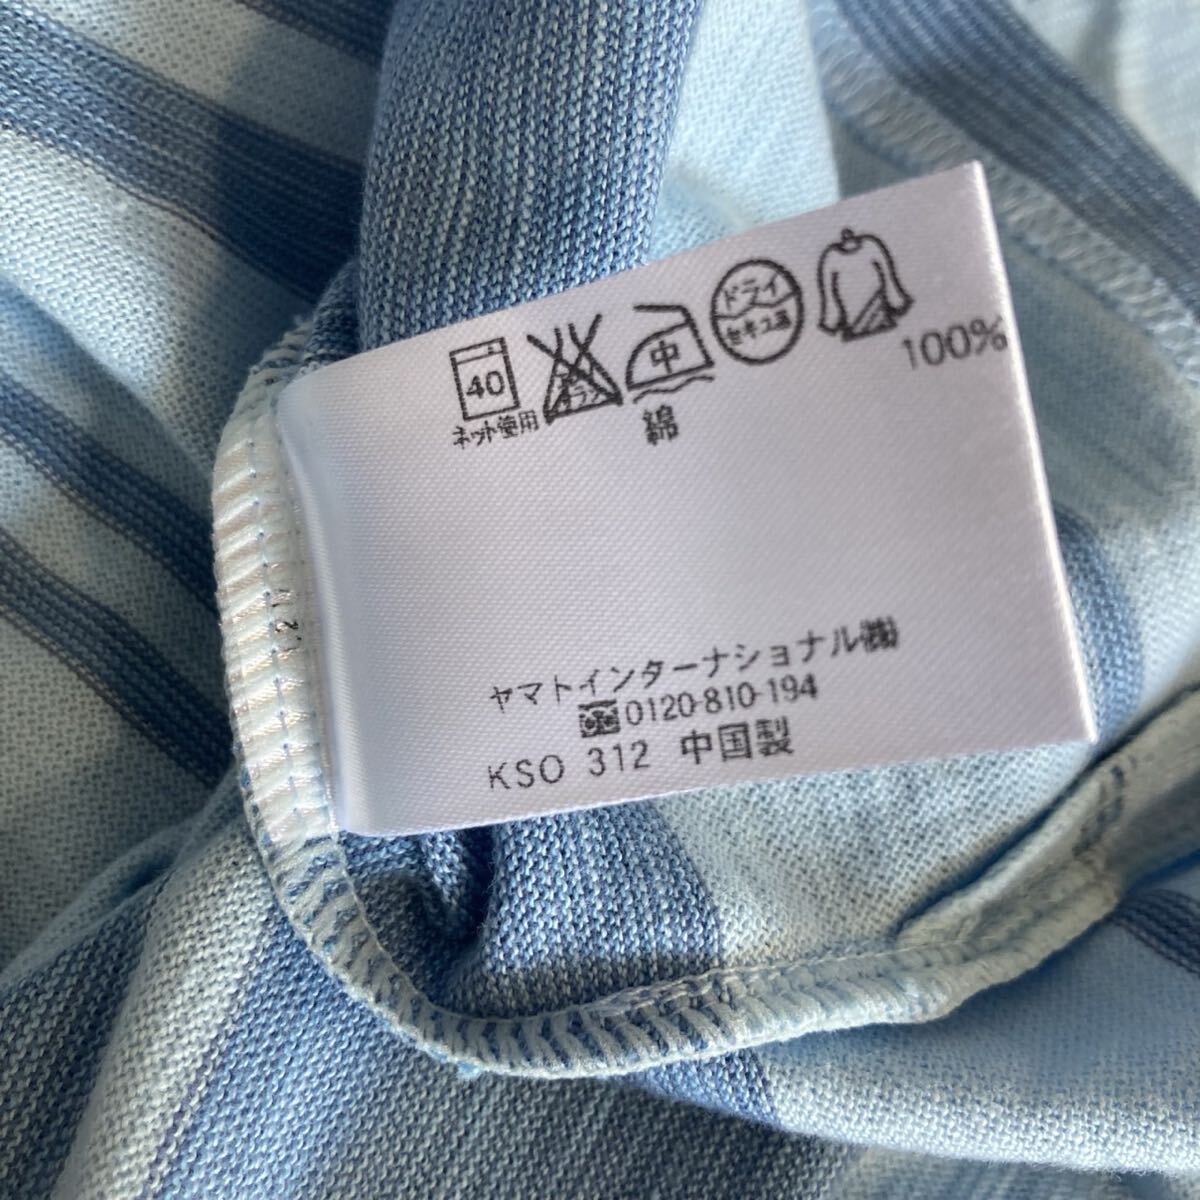 40
ネット使用
中
ドライ
セキユ系
綿
100%
ヤマトインターナショナル㈱
0120-810-194
KSO 312 中国製